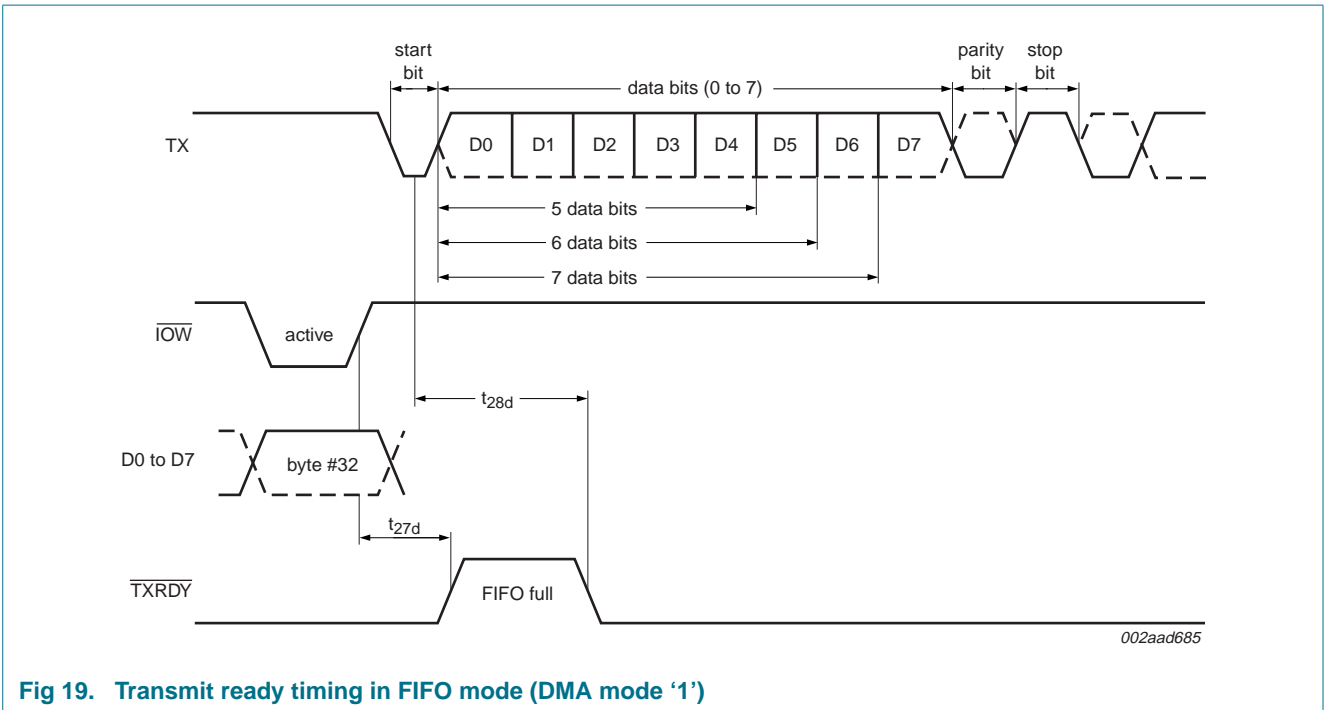 start
bit
data bits (0 to 7)
parity
bit
stop
bit
TX
D0 D1 D2 D3 D4 D5 D6 D7
5 data bits
6 data bits
7 data bits
IOW
active
t28d
D0 to D7
byte #32
t27d
TXRDY
FIFO full
002aad685
Fig 19. Transmit ready timing in FIFO mode (DMA mode ‘1’)